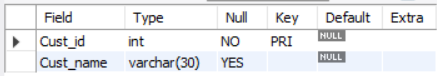 Field Type Null Key Default Extra
Cust_id int NO PRI NULL
Cust_name varchar(30) YES NULL